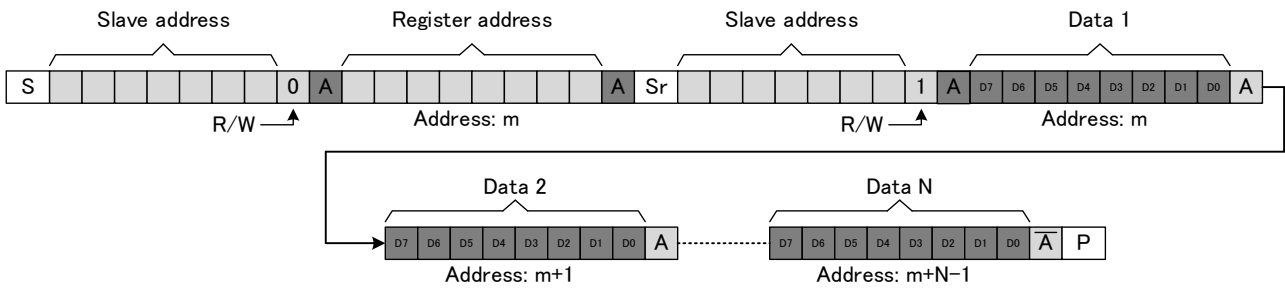 Slave address Register address Slave address Data 1
S 0 A A Sr 1 A D7 D6 D5 D4 D3 D2 D1 D0 A
R/W Address: m R/W Address: m
Data 2 Data N
D7 D6 D5 D4 D3 D2 D1 D0 A D7 D6 D5 D4 D3 D2 D1 D0 A̅ P
Address: m+1 Address: m+N-1